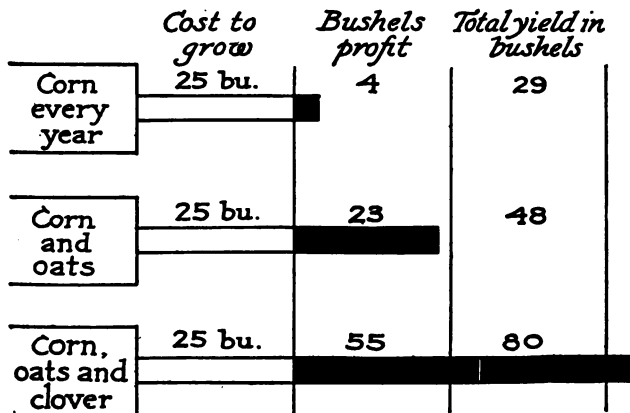 Cost to grow
Bushels profit
Total yield in bushels
Corn every year
25 bu.
4
29
Corn and oats
25 bu.
23
48
Corn, oats and clover
25 bu.
55
80